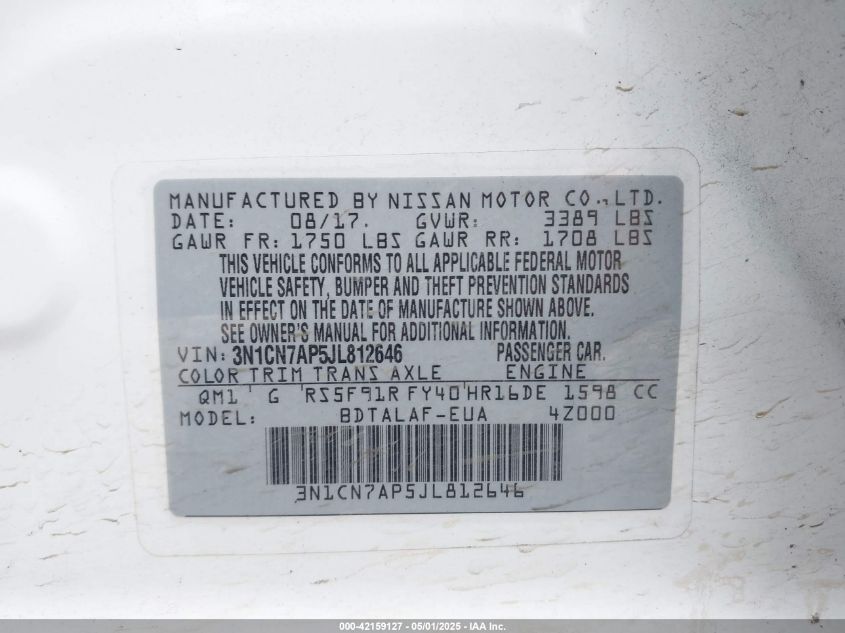 MANUFACTURED BY NISSAN MOTOR CO., LTD.
DATE: 08/17. GVWR: 3389 LBS
GAWR FR: 1750 LBS GAWR RR: 1708 LBS
THIS VEHICLE CONFORMS TO ALL APPLICABLE FEDERAL MOTOR
VEHICLE SAFETY, BUMPER AND THEFT PREVENTION STANDARDS
IN EFFECT ON THE DATE OF MANUFACTURE SHOWN ABOVE.
SEE OWNER'S MANUAL FOR ADDITIONAL INFORMATION.
VIN: 3N1CN7AP5JL812646 PASSENGER CAR.
COLOR TRIM TRANS AXLE ENGINE
QM1 ' G 'RS5F91R FY40'HR16DE 1598 CC
MODEL: BDTALAF-EUA 4Z000
3N1CN7AP5JL812646
000-42159127 - 05/01/2025 - IAA Inc.